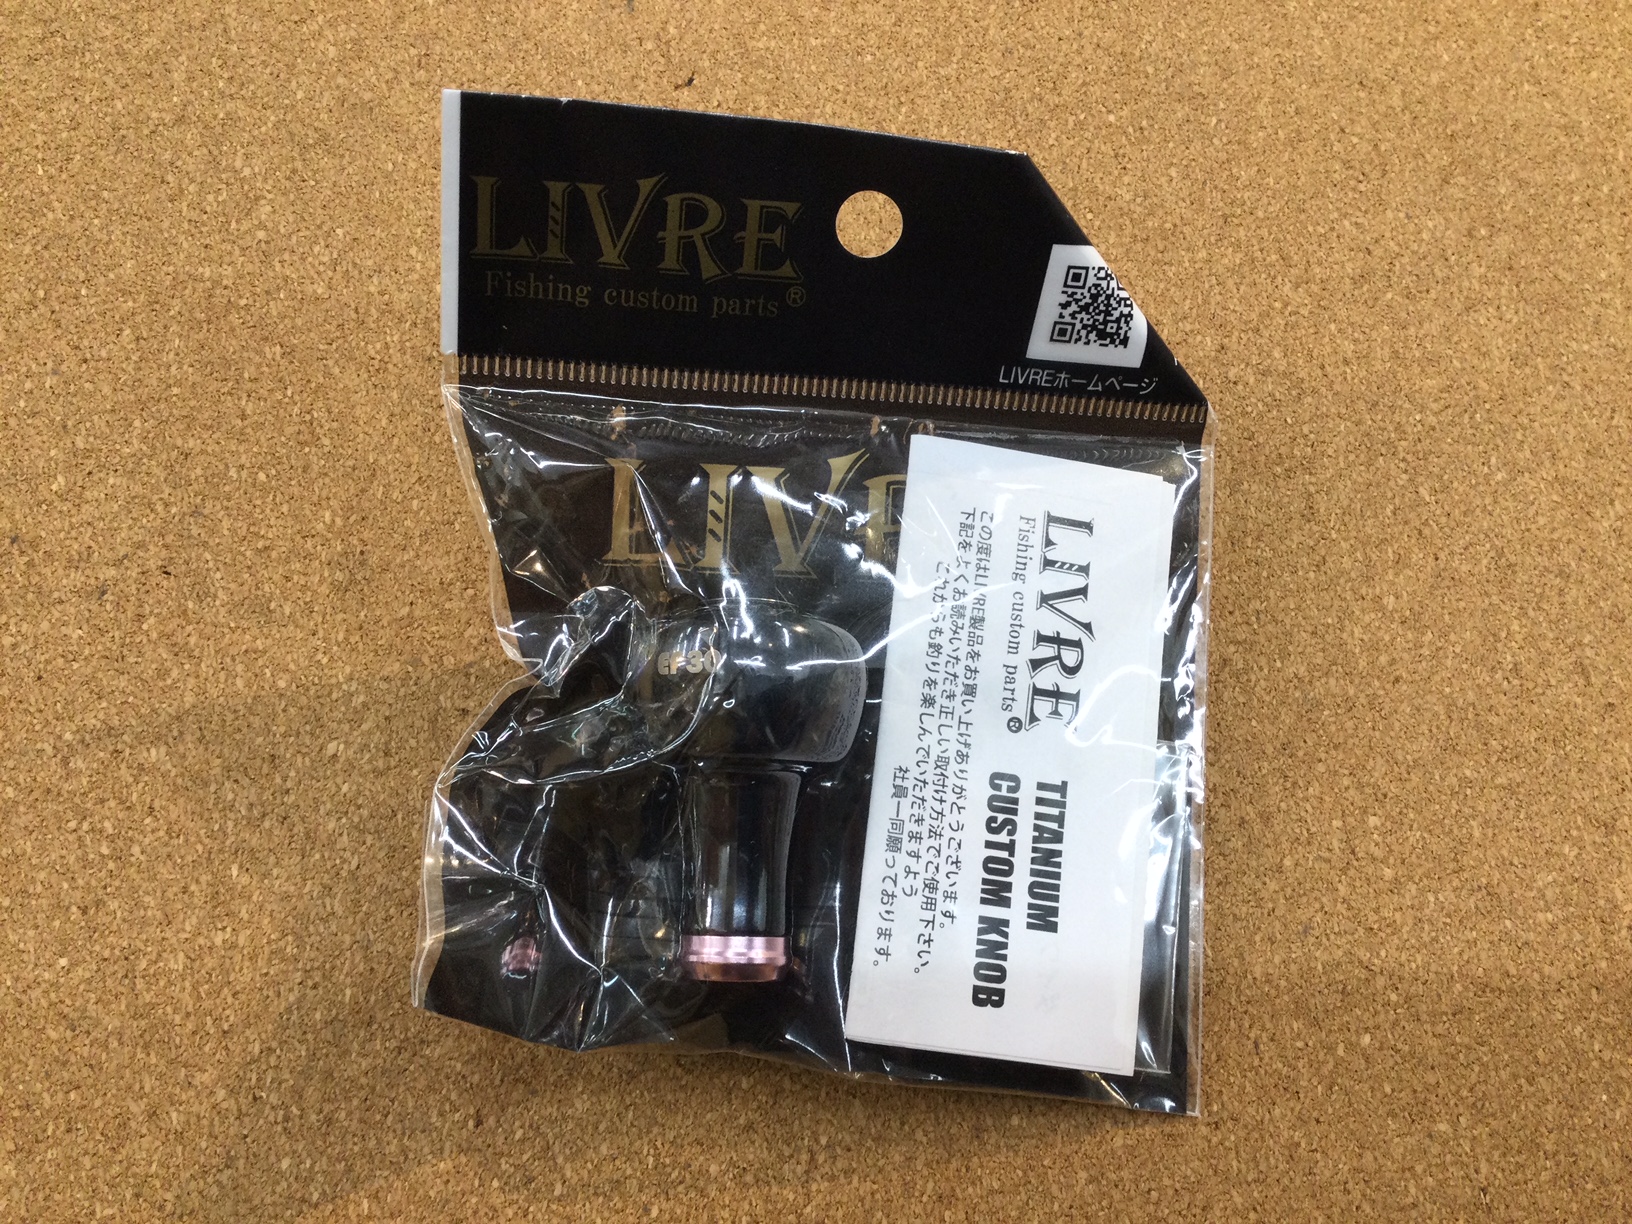 LIVRE
Fishing custom parts®
LIVREホームページ
LIVR
LIVRE
Fishing custom parts®
TITANIUM
CUSTOM KNOB
この度はLIVRE製品をお買い上げありがとうございます。
下記をよくお読みいただき正しい取付け方法でご使用下さい。
これからも釣りを楽しんでいただきますよう
社員一同願っております。